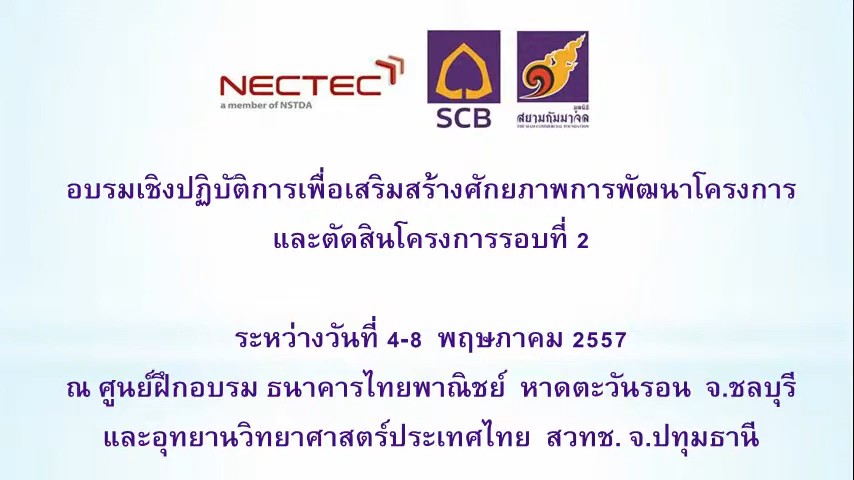 NECTEC
a member of NSTDA
SCB
มูลนิธิ
สยามกัมมาจล
THE SIAM COMMERCIAL FOUNDATION
อบรมเชิงปฏิบัติการเพื่อเสริมสร้างศักยภาพการพัฒนาโครงการ
และตัดสินโครงการรอบที่ 2
ระหว่างวันที่ 4-8 พฤษภาคม 2557
ณ ศูนย์ฝึกอบรม ธนาคารไทยพาณิชย์ หาดตะวันรอน จ.ชลบุรี
และอุทยานวิทยาศาสตร์ประเทศไทย สวทช. จ.ปทุมธานี